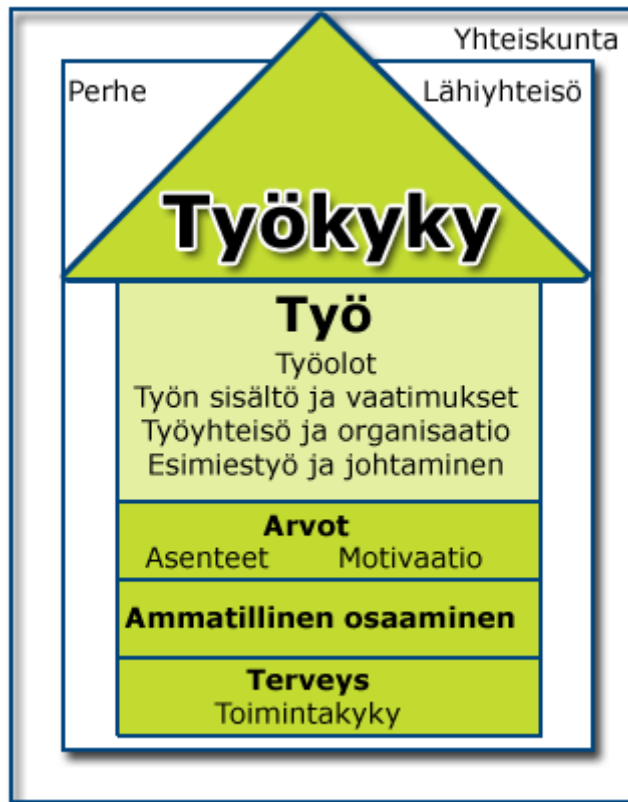 Yhteiskunta
Perhe Lähiyhteisö
Työkyky
Työ
Työolot
Työn sisältö ja vaatimukset
Työyhteisö ja organisaatio
Esimiestyö ja johtaminen
Arvot
Asenteet Motivaatio
Ammatillinen osaaminen
Terveys
Toimintakyky